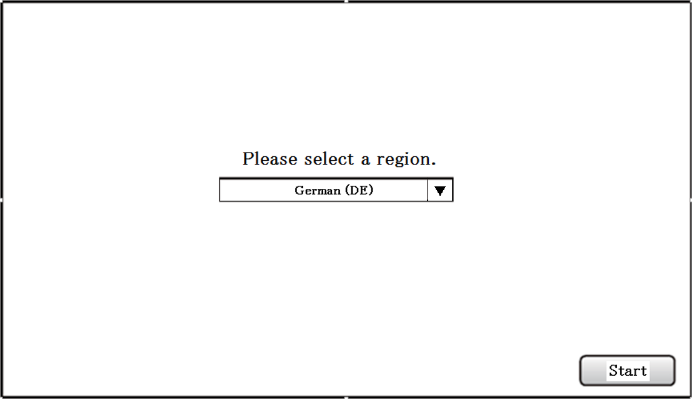 Please select a region.
German (DE)
Start